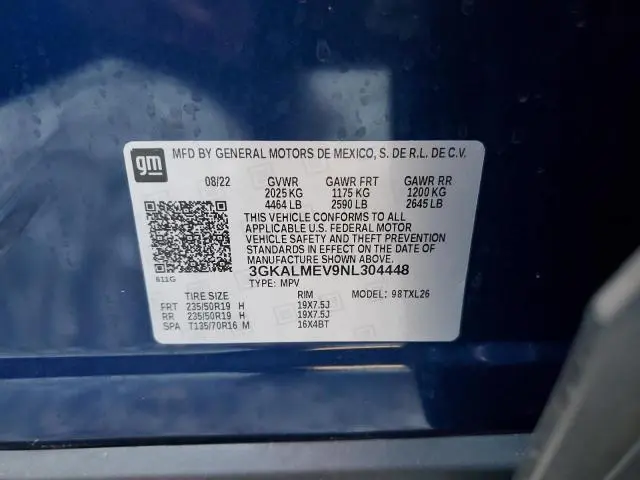 gm
MFD BY GENERAL MOTORS DE MEXICO, S. DE R.L. DE C.V.
08/22 GVWR GAWR FRT GAWR RR
2025 KG 1175 KG 1200 KG
4464 LB 2590 LB 2645 LB
THIS VEHICLE CONFORMS TO ALL
APPLICABLE U.S. FEDERAL MOTOR
VEHICLE SAFETY AND THEFT PREVENTION
STANDARDS IN EFFECT ON THE DATE OF
MANUFACTURE SHOWN ABOVE.
611G 3GKALMEV9NL304448
TYPE: MPV
TIRE SIZE RIM MODEL: 98TXL26
FRT 235/50R19 H 19X7.5J
RR 235/50R19 H 19X7.5J
SPA T135/70R16 M 16X4BT